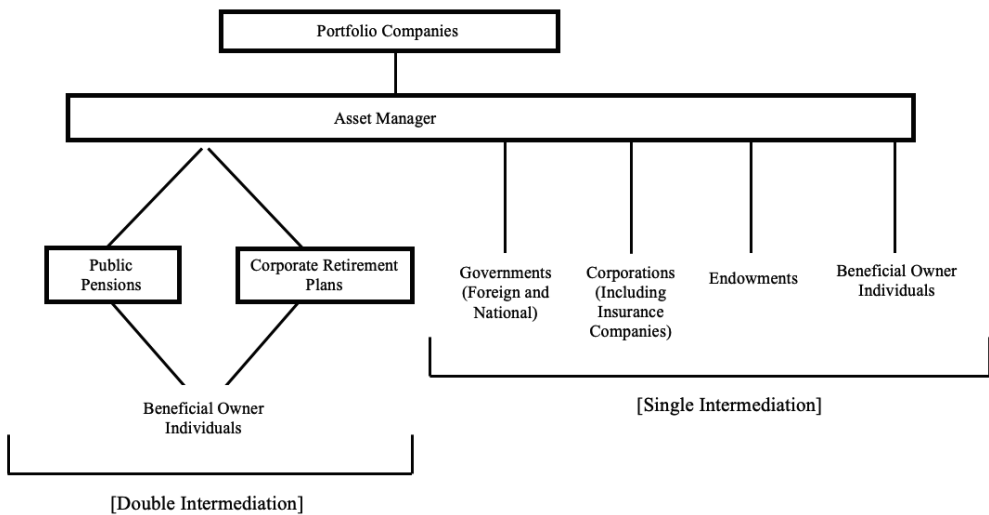 Portfolio Companies
Asset Manager
Public
Pensions
Corporate Retirement
Plans
Governments
(Foreign and
National)
Corporations
(Including
Insurance
Companies)
Endowments
Beneficial Owner
Individuals
[Single Intermediation]
Beneficial Owner
Individuals
[Double Intermediation]